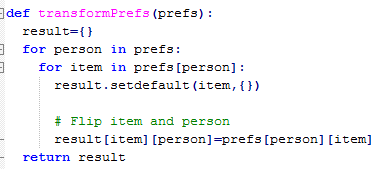 def transformPrefs(prefs):
  result={}
  for person in prefs:
    for item in prefs[person]:
      result.setdefault(item,{})

      # Flip item and person
      result[item][person]=prefs[person][item]
  return result